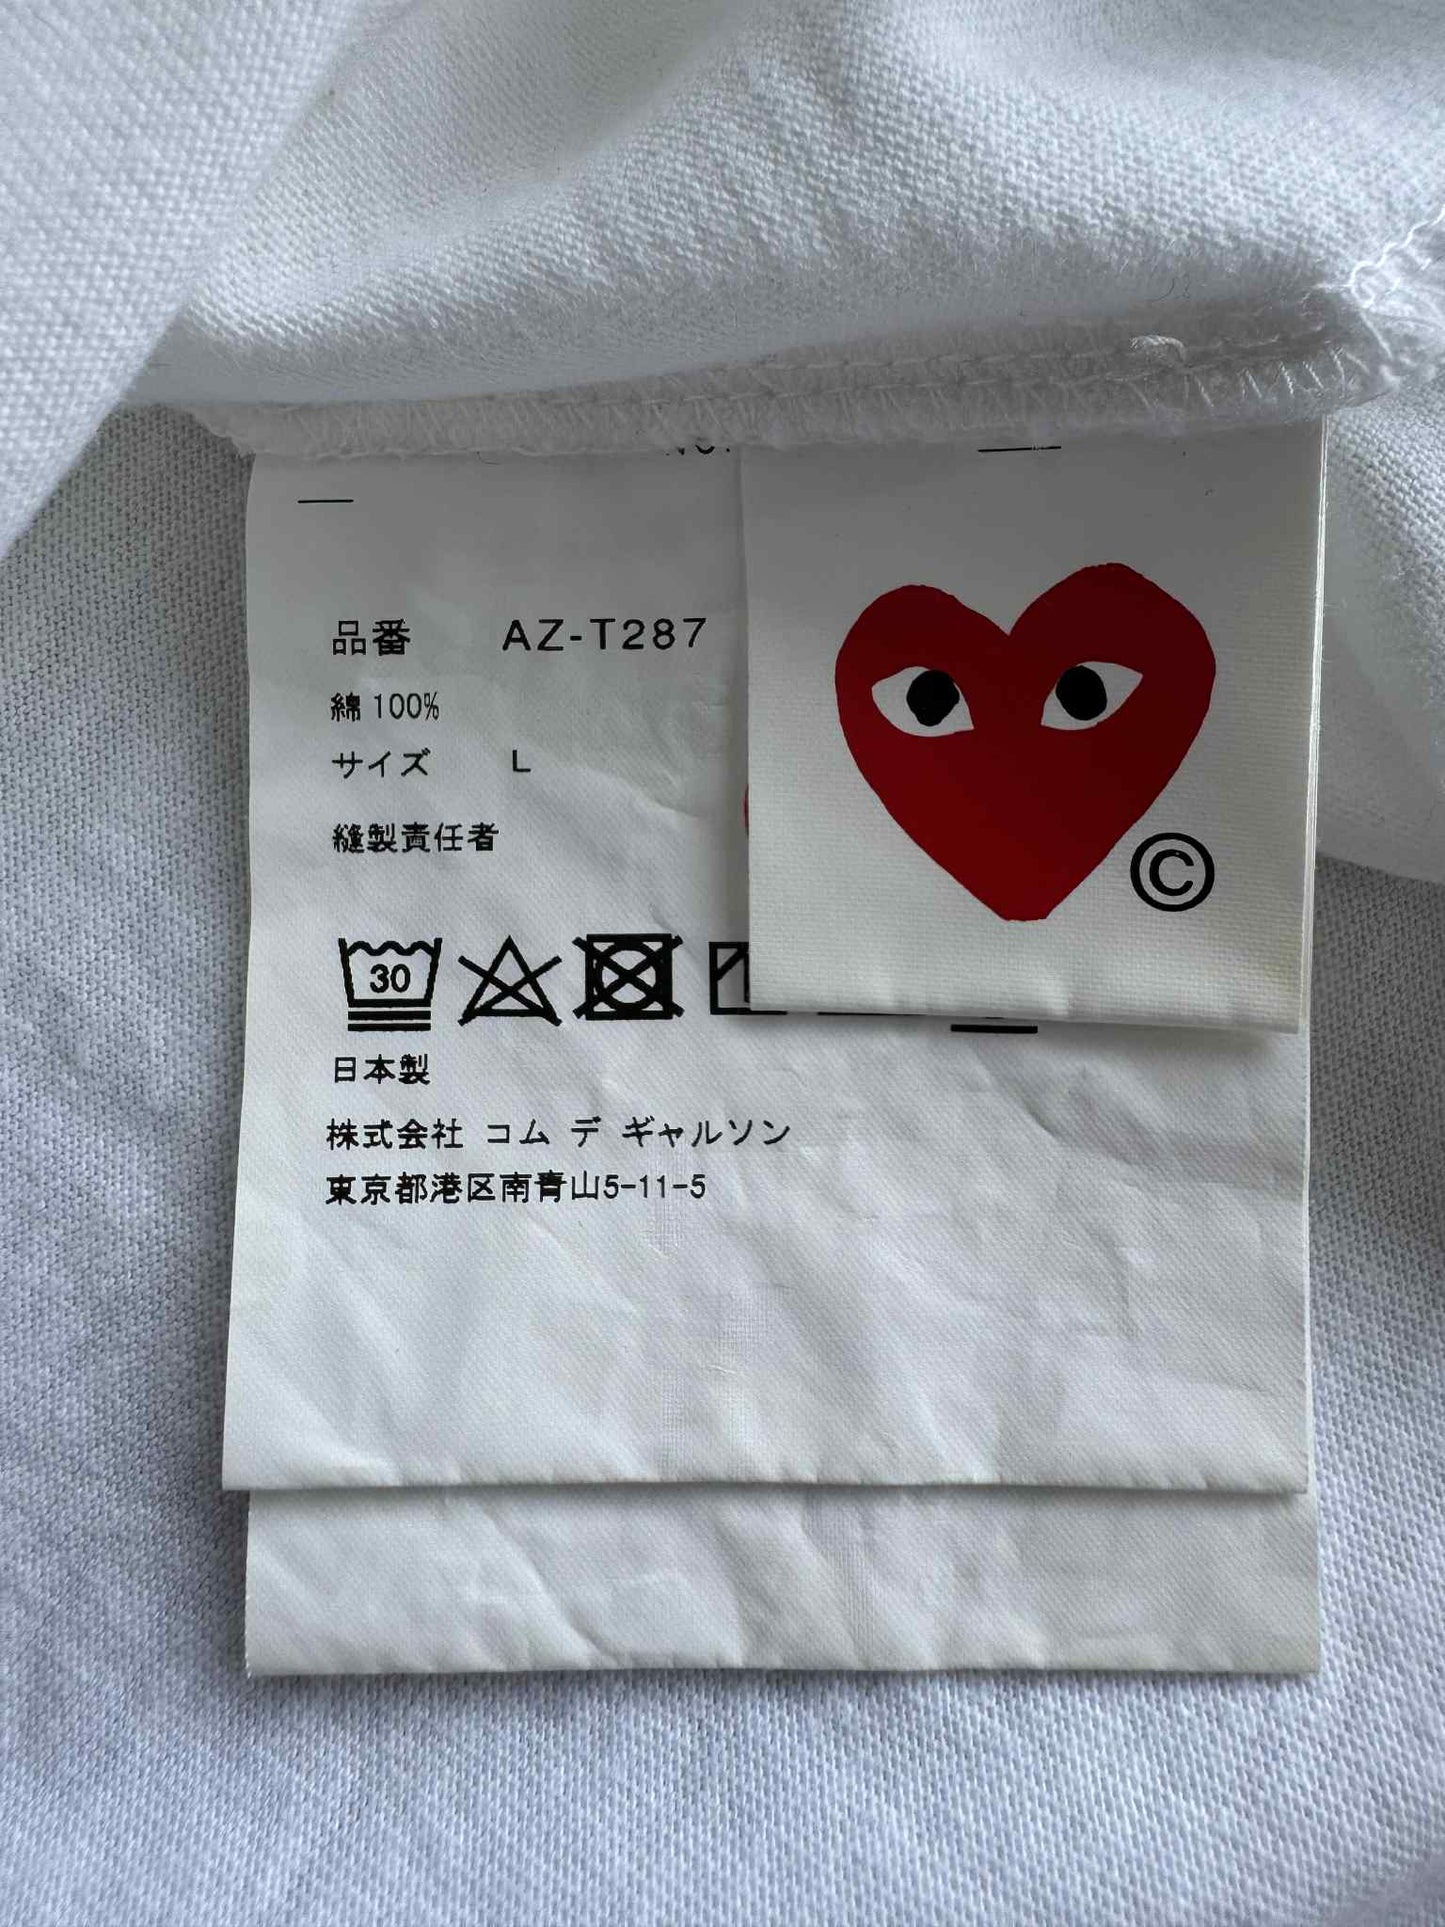 品番 AZ-T287
綿 100%
サイズ L
縫製責任者
30
©
日本製
株式会社 コム デ ギャルソン
東京都港区南青山5-11-5